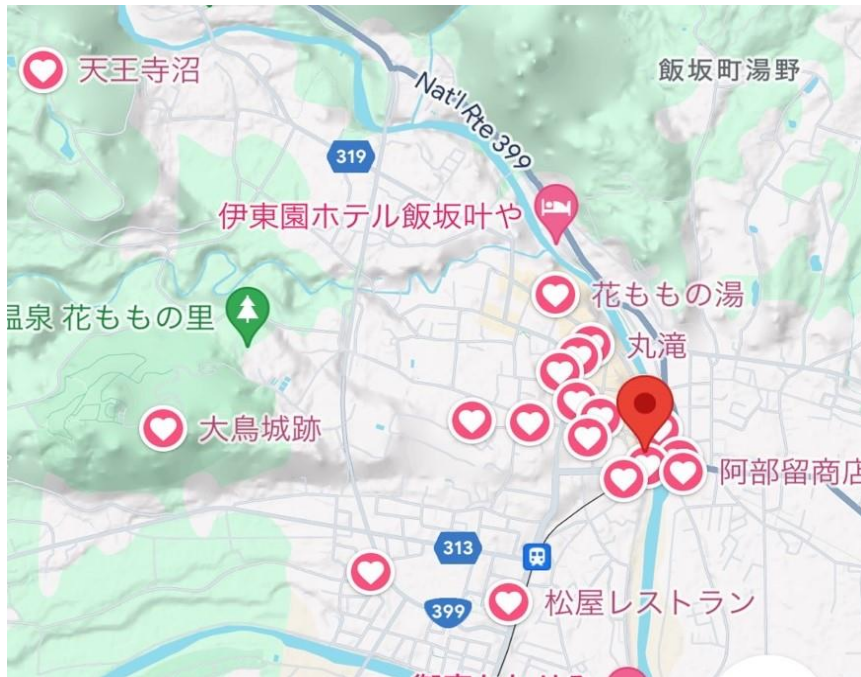 天王寺沼
飯坂町湯野
Nat'l Rte 399
319
伊東園ホテル飯坂叶や
花ももの湯
温泉 花ももの里
丸滝
大鳥城跡
阿部留商店
313
399
松屋レストラン